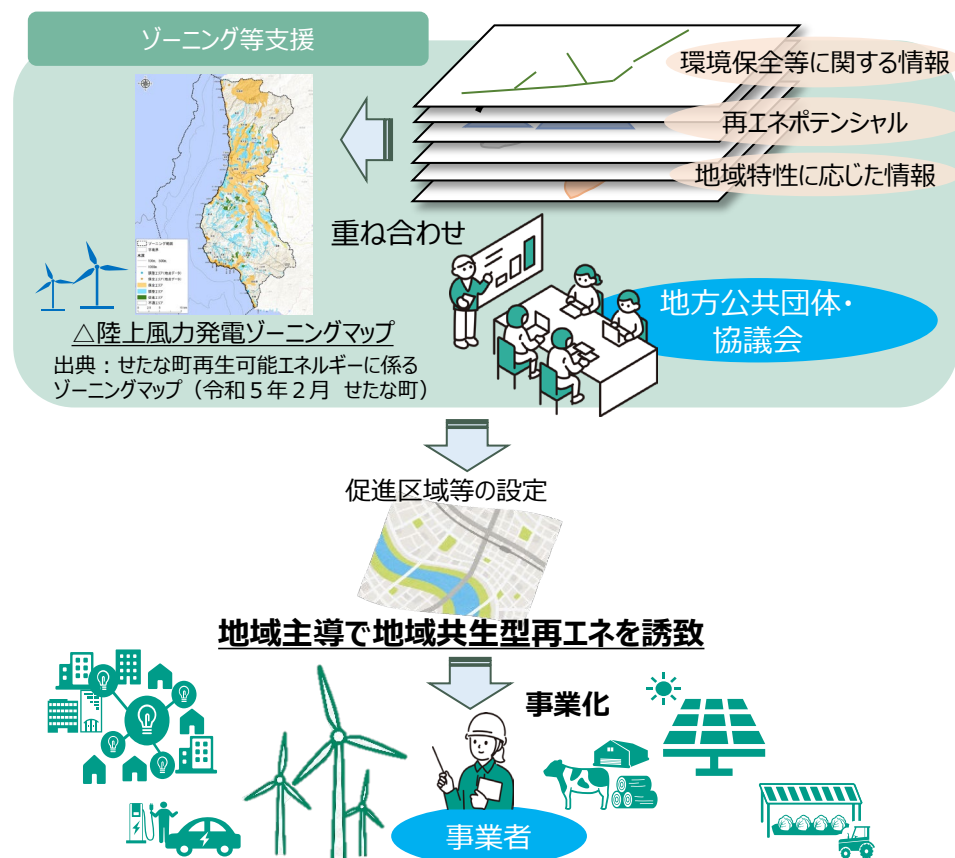 ゾーニング等支援
環境保全等に関する情報
再エネポテンシャル
地域特性に応じた情報
重ね合わせ
地方公共団体・
協議会
△陸上風力発電ゾーニングマップ
出典：せたな町再生可能エネルギーに係る
ゾーニングマップ（令和５年２月 せたな町）
促進区域等の設定
地域主導で地域共生型再エネを誘致
事業化
事業者